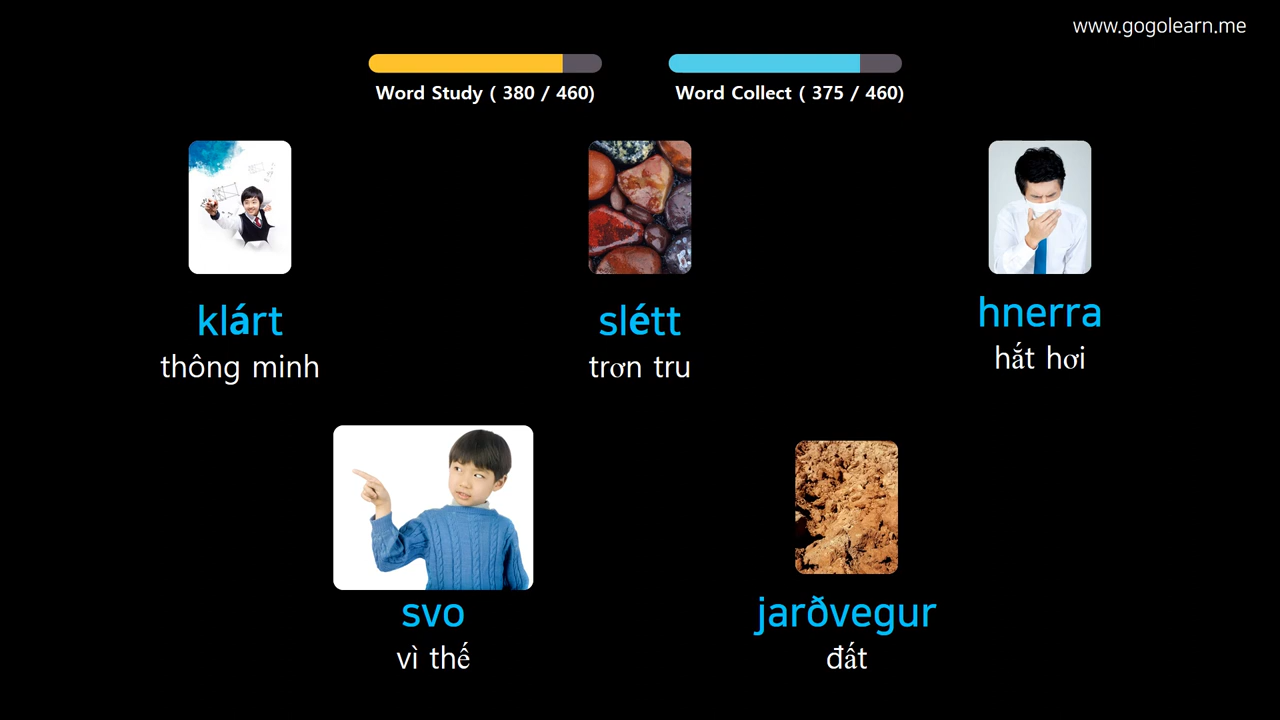 www.gogolearn.me
Word Study ( 380 / 460)
Word Collect ( 375 / 460)
klárt
thông minh
slétt
trơn tru
hnerra
hắt hơi
svo
vì thế
jarðvegur
đất